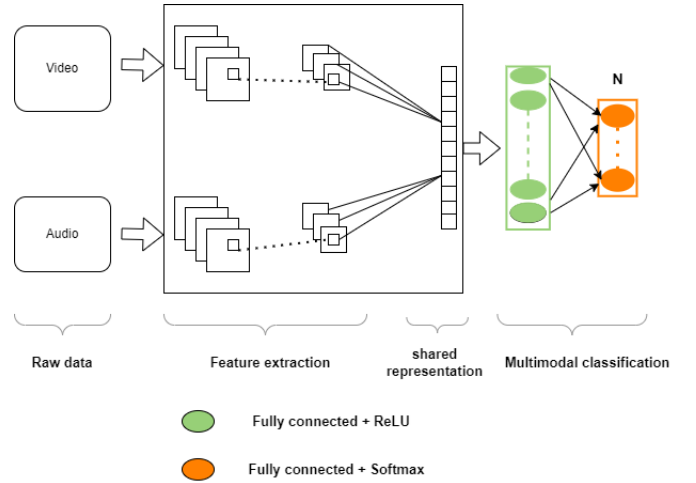 Video
N
Audio
Raw data
Feature extraction
shared
representation
Multimodal classification
Fully connected + ReLU
Fully connected + Softmax